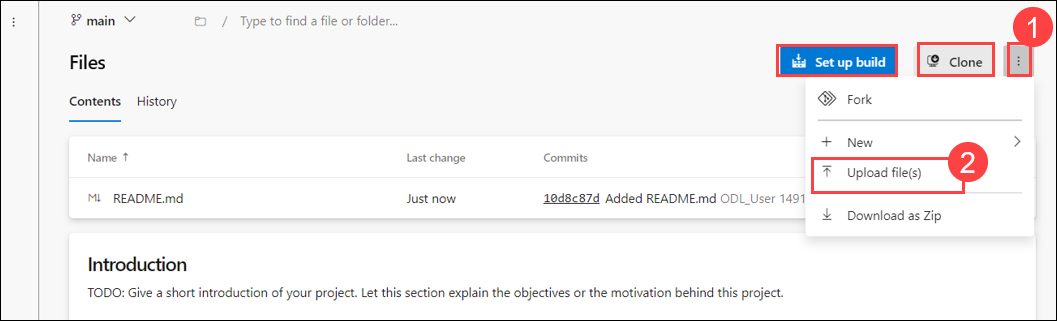 main / Type to find a file or folder...
1
Files
Set up build
Clone
Contents History
Fork
New
2
Upload file(s)
Download as Zip
Name ↑ Last change Commits
M↓ README.md Just now 10d8c87d Added README.md ODL_User 1491
Introduction
TODO: Give a short introduction of your project. Let this section explain the objectives or the motivation behind this project.